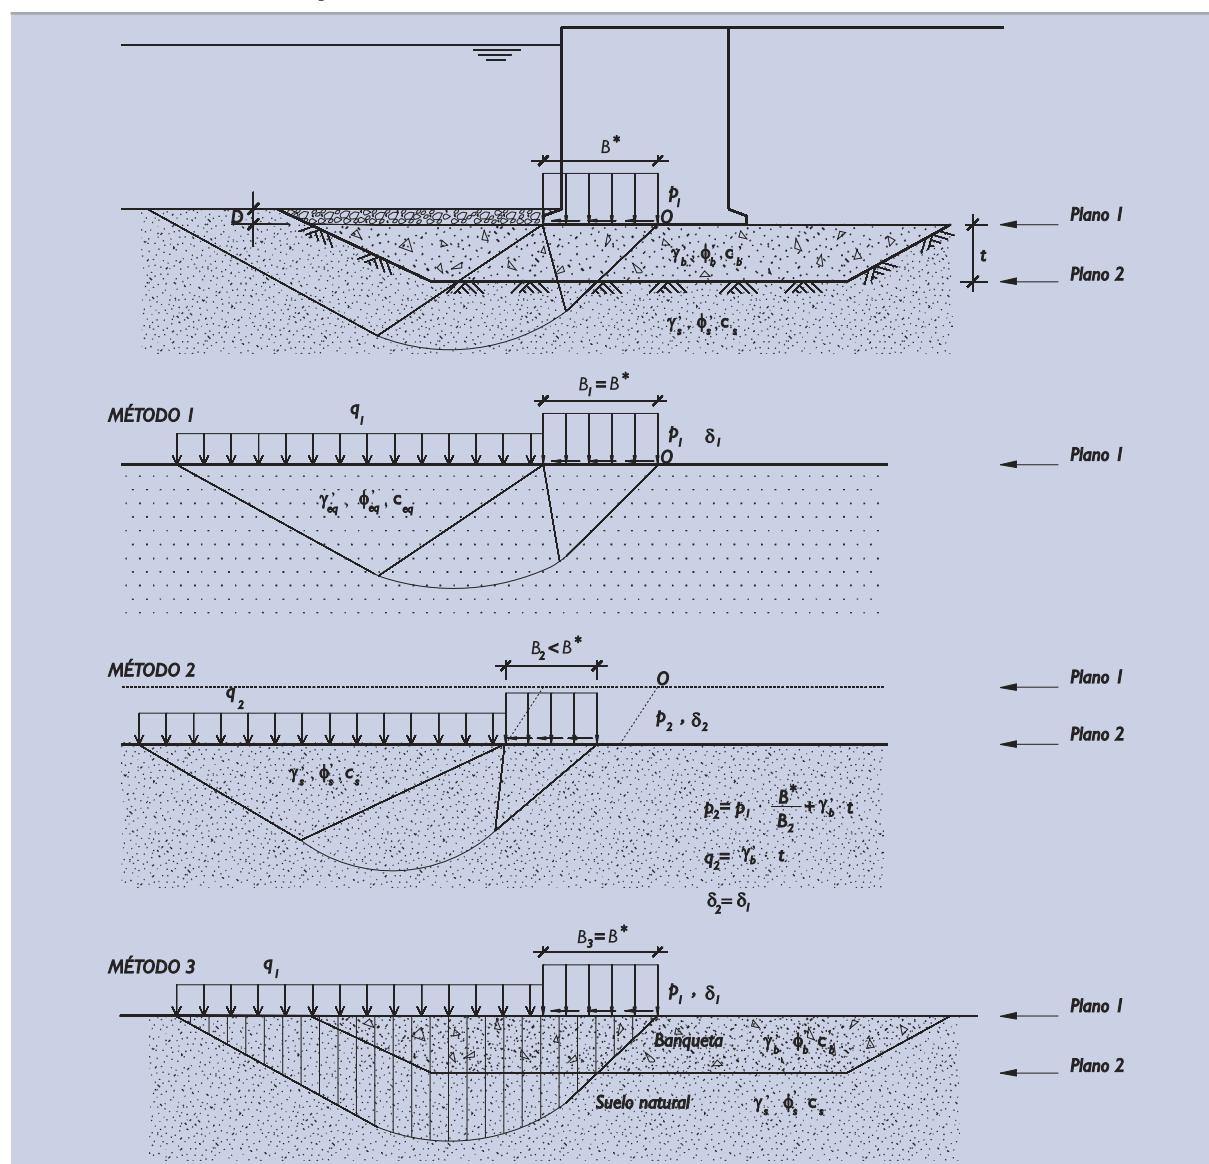 B*
p₁
O
D
Plano 1
γ'b, ϕ'b, c'b
t
Plano 2
γ's, ϕ's, cs
B₁ = B*
MÉTODO 1
q₁
p₁ δ₁
O
Plano 1
γ'eq, ϕ'eq, ceq
B₂ < B*
MÉTODO 2
O
Plano 1
q₂
p₂, δ₂
Plano 2
γ's, ϕ's, cs
p₂ = p₁ B*/B₂ + γ'b t
q₂ = γ'b · t
δ₂ = δ₁
B₃ = B*
MÉTODO 3
q₁
p₁, δ₁
Plano 1
Banqueta γ'b ϕ'b c'b
Plano 2
Suelo natural γ's ϕ's cs